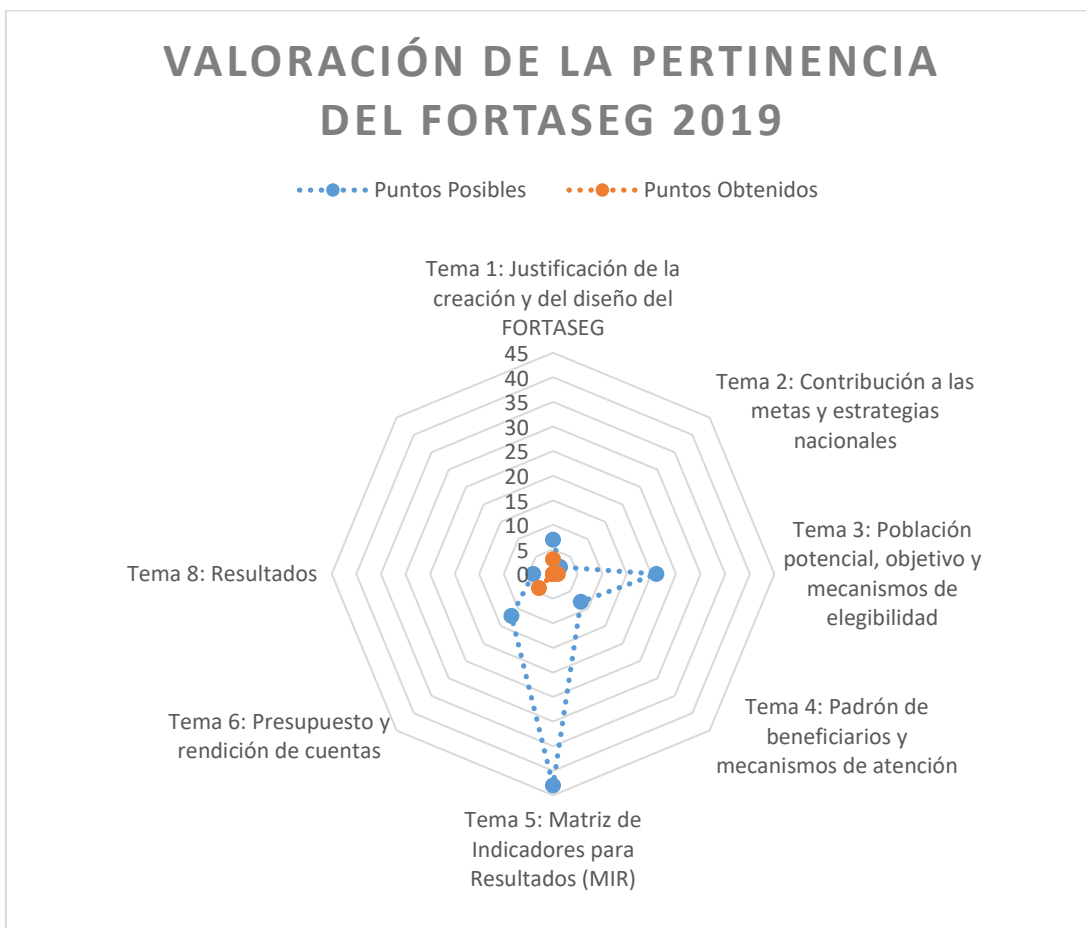 VALORACIÓN DE LA PERTINENCIA
DEL FORTASEG 2019
Puntos Posibles
Puntos Obtenidos
Tema 1: Justificación de la
creación y del diseño del
FORTASEG
45
40
35
30
25
20
15
10
5
0
Tema 2: Contribución a las
metas y estrategias
nacionales
Tema 3: Población
potencial, objetivo y
mecanismos de
elegibilidad
Tema 4: Padrón de
beneficiarios y
mecanismos de atención
Tema 5: Matriz de
Indicadores para
Resultados (MIR)
Tema 6: Presupuesto y
rendición de cuentas
Tema 8: Resultados